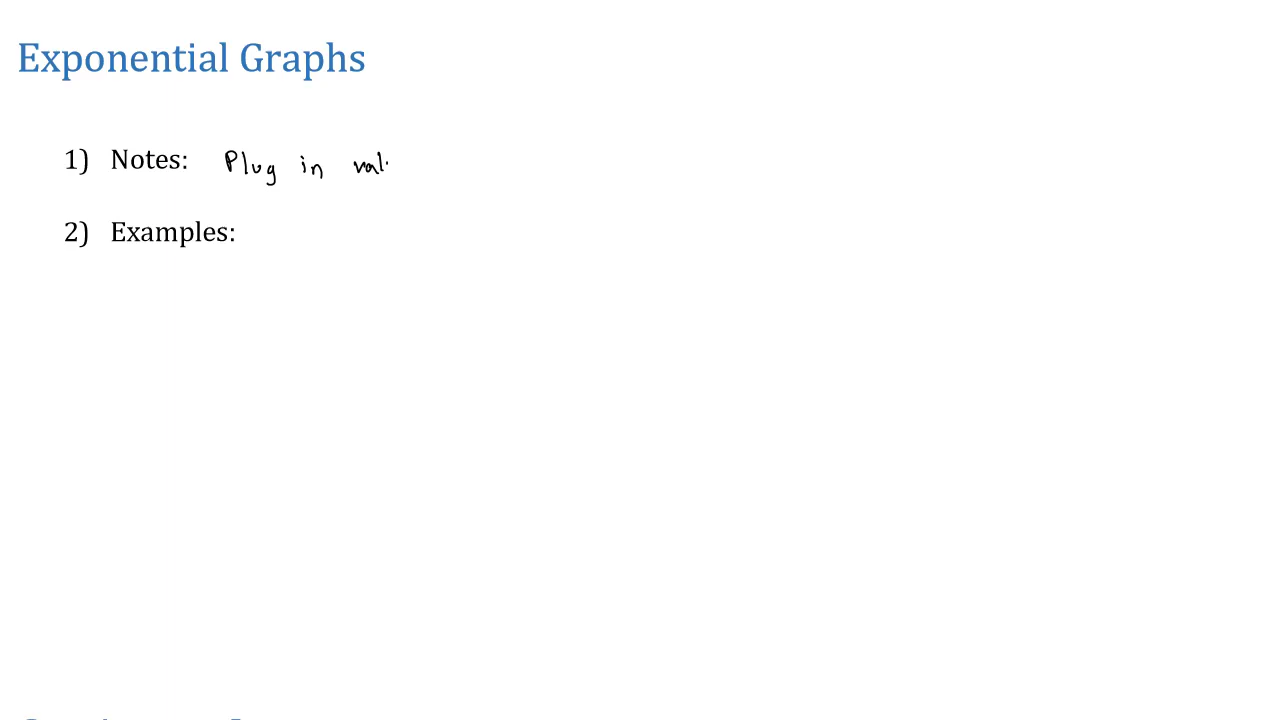 Exponential Graphs
1) Notes: Plug in val
2) Examples: